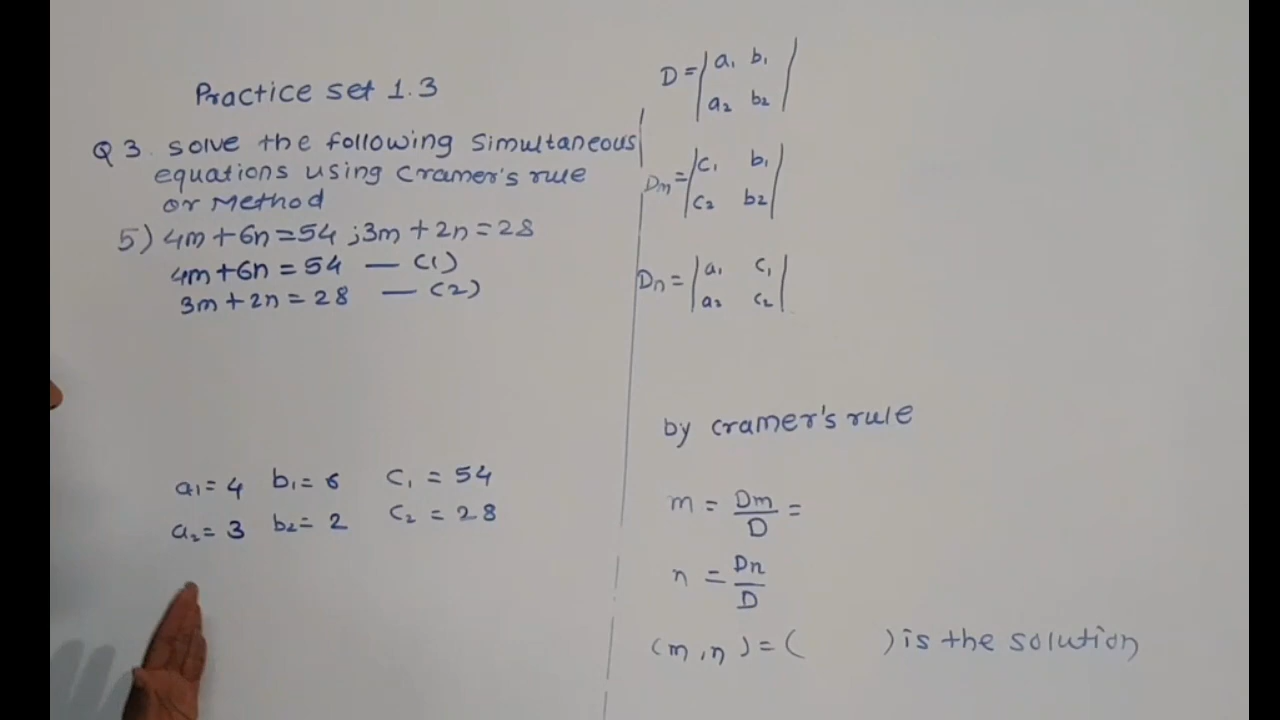 Practice set 1.3
Q 3. Solve the following Simultaneous
equations using Cramer's rule
or Method
5) 4m + 6n = 54 ; 3m + 2n = 28
4m + 6n = 54 — (1)
3m + 2n = 28 — (2)
a₁ = 4 b₁ = 6 c₁ = 54
a₂ = 3 b₂ = 2 c₂ = 28
D = | a₁ b₁ |
| a₂ b₂ |
Dm = | c₁ b₁ |
| c₂ b₂ |
Dn = | a₁ c₁ |
| a₂ c₂ |
by cramer's rule
m = Dm/D =
n = Dn/D
(m, n) = ( ) is the solution